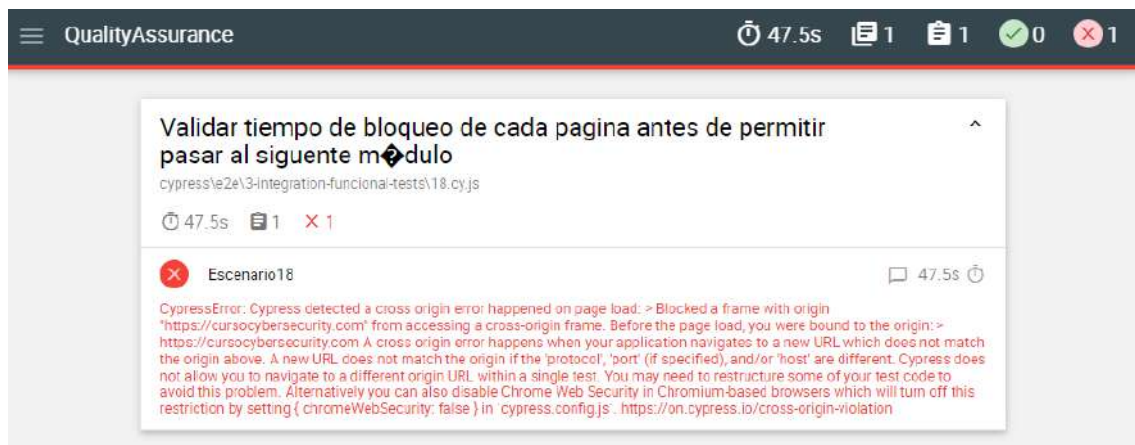 QualityAssurance 47.5s 1 1 0 1
Validar tiempo de bloqueo de cada pagina antes de permitir
pasar al siguente m�dulo
cypress\e2e\3-integration-funcional-tests\18.cy.js
47.5s 1 1
Escenario18 47.5s
CypressError: Cypress detected a cross origin error happened on page load: > Blocked a frame with origin
"https://cursocybersecurity.com" from accessing a cross-origin frame. Before the page load, you were bound to the origin: >
https://cursocybersecurity.com A cross origin error happens when your application navigates to a new URL which does not match
the origin above. A new URL does not match the origin if the 'protocol', 'port' (if specified), and/or 'host' are different. Cypress does
not allow you to navigate to a different origin URL within a single test. You may need to restructure some of your test code to
avoid this problem. Alternatively you can also disable Chrome Web Security in Chromium-based browsers which will turn off this
restriction by setting { chromeWebSecurity: false } in `cypress.config.js`. https://on.cypress.io/cross-origin-violation